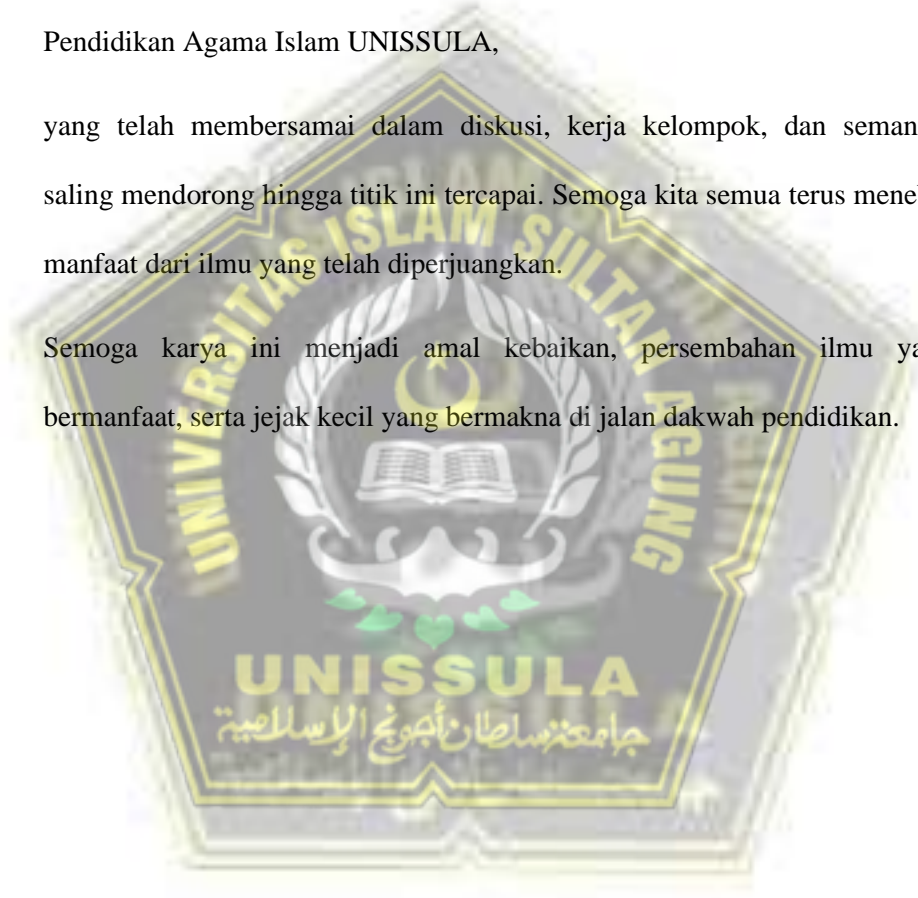 Pendidikan Agama Islam UNISSULA,
yang telah membersamai dalam diskusi, kerja kelompok, dan seman
saling mendorong hingga titik ini tercapai. Semoga kita semua terus mene
manfaat dari ilmu yang telah diperjuangkan.
Semoga karya ini menjadi amal kebaikan, persembahan ilmu ya
bermanfaat, serta jejak kecil yang bermakna di jalan dakwah pendidikan.
UNIVERSITAS ISLAM SULTAN AGUNG
UNISSULA
جامعة سلطان أجونج الإسلامية